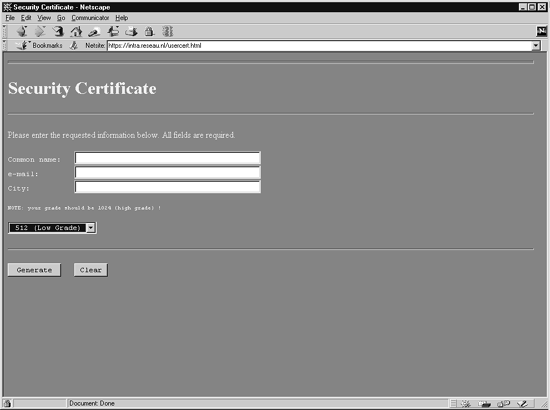 Security Certificate - Netscape
File Edit View Go Communicator Help
Bookmarks Netsite: https://intra.reseau.nl/usercert.html
Security Certificate
Please enter the requested information below. All fields are required.
Common name:
e-mail:
City:
NOTE: your grade should be 1024 (high grade) !
512 (Low Grade)
Generate Clear
Document: Done